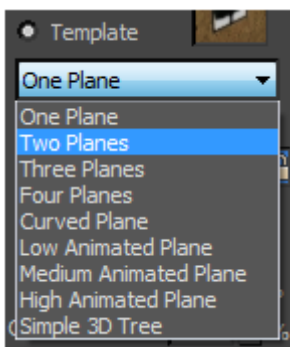 Template
One Plane
One Plane
Two Planes
Three Planes
Four Planes
Curved Plane
Low Animated Plane
Medium Animated Plane
High Animated Plane
Simple 3D Tree